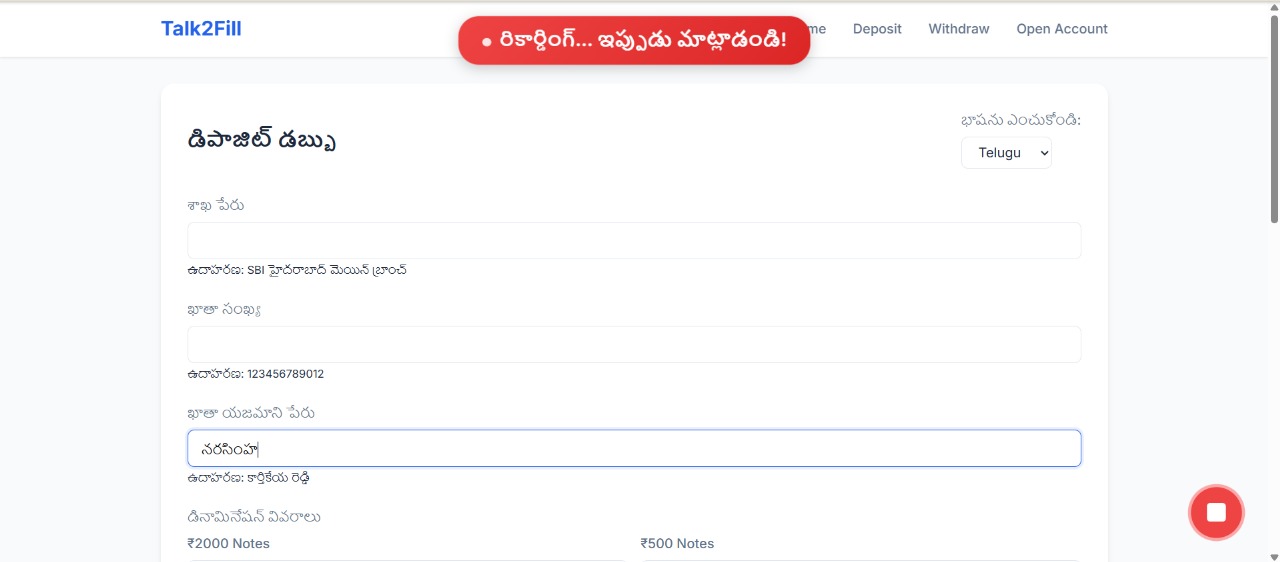 Talk2Fill
రికార్డింగ్... ఇప్పుడు మాట్లాడండి!
Deposit
Withdraw
Open Account
డిపాజిట్ డబ్బు
భాషను ఎంచుకోండి:
Telugu
శాఖ పేరు
ఉదాహరణ: SBI హైదరాబాద్ మెయిన్ బ్రాంచ్
ఖాతా సంఖ్య
ఉదాహరణ: 123456789012
ఖాతా యజమాని పేరు
నరసింహ
ఉదాహరణ: కార్తికేయ రెడ్డి
డినామినేషన్ వివరాలు
₹2000 Notes
₹500 Notes